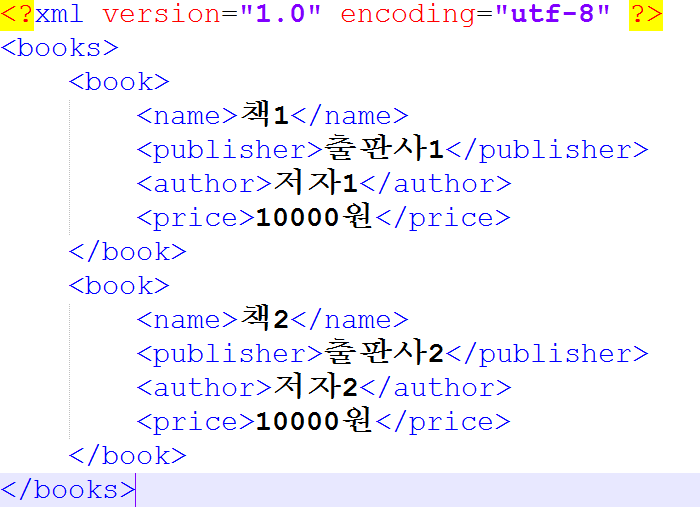 <?xml version="1.0" encoding="utf-8" ?>
<books>
    <book>
        <name>책1</name>
        <publisher>출판사1</publisher>
        <author>저자1</author>
        <price>10000원</price>
    </book>
    <book>
        <name>책2</name>
        <publisher>출판사2</publisher>
        <author>저자2</author>
        <price>10000원</price>
    </book>
</books>